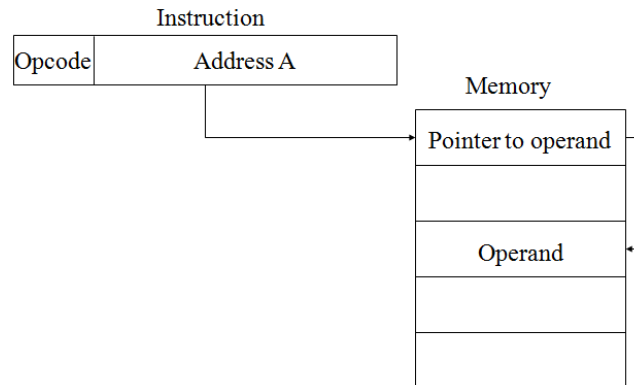 Instruction
Opcode
Address A
Memory
Pointer to operand
Operand